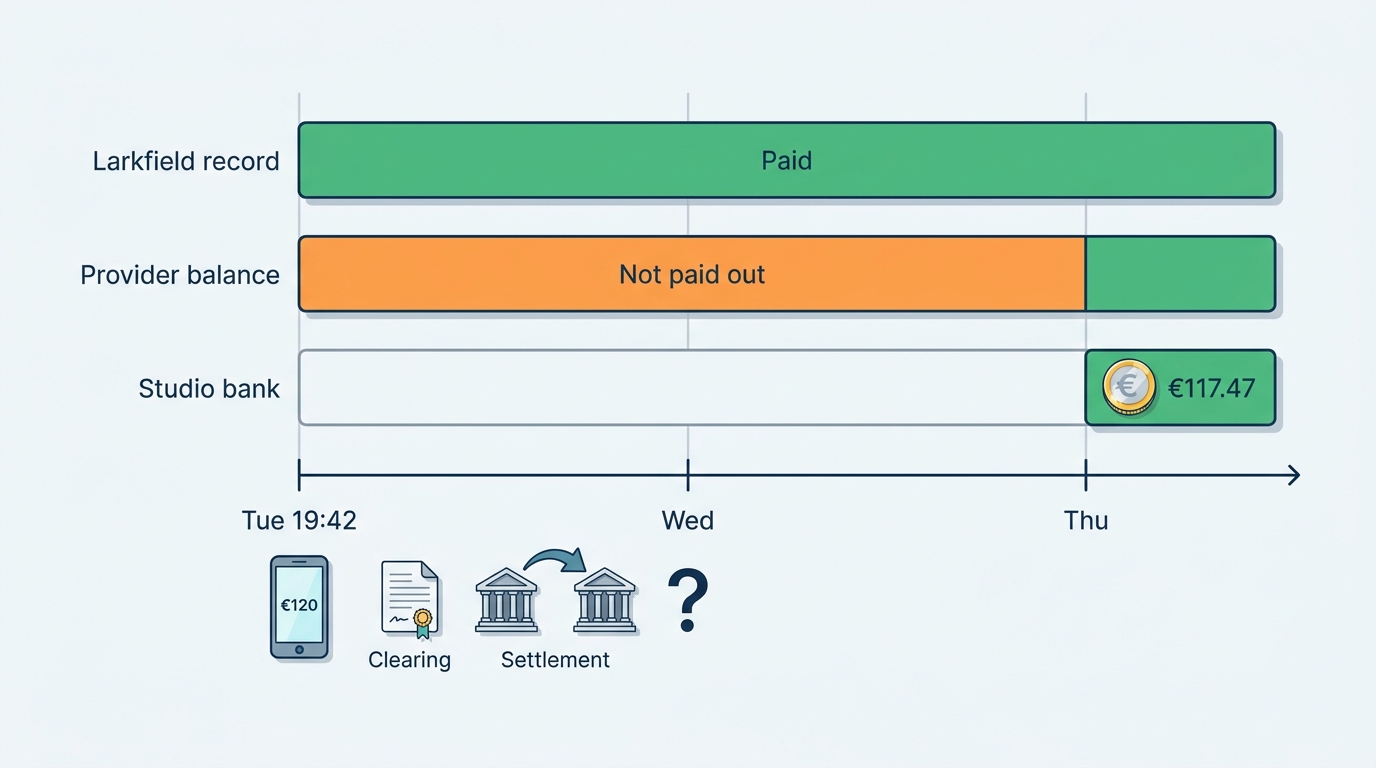 Larkfield record
Paid
Provider balance
Not paid out
Studio bank
€
€117.47
Tue 19:42
Wed
Thu
€120
?
Clearing
Settlement